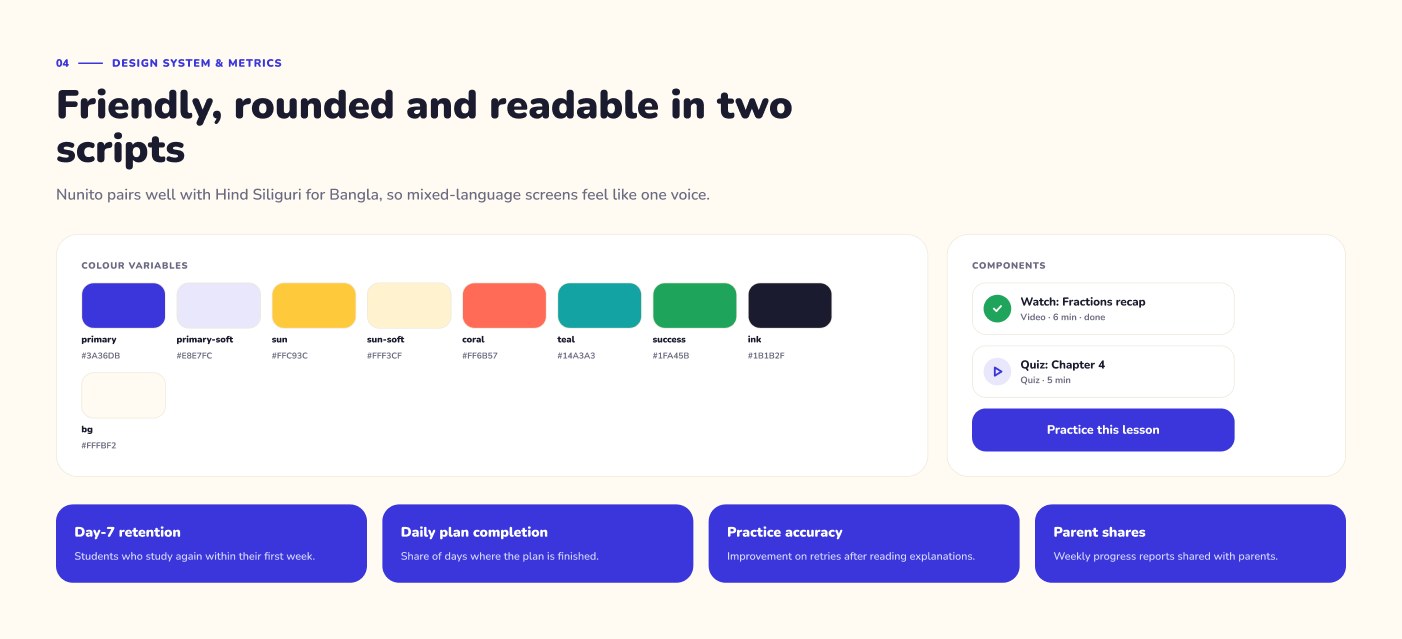 04 DESIGN SYSTEM & METRICS
Friendly, rounded and readable in two
scripts
Nunito pairs well with Hind Siliguri for Bangla, so mixed-language screens feel like one voice.
COLOUR VARIABLES
primary
#3A36DB
primary-soft
#E8E7FC
sun
#FFC93C
sun-soft
#FFF3CF
coral
#FF6B57
teal
#14A3A3
success
#1FA45B
ink
#1B1B2F
bg
#FFFBF2
COMPONENTS
Watch: Fractions recap
Video · 6 min · done
Quiz: Chapter 4
Quiz · 5 min
Practice this lesson
Day-7 retention
Students who study again within their first week.
Daily plan completion
Share of days where the plan is finished.
Practice accuracy
Improvement on retries after reading explanations.
Parent shares
Weekly progress reports shared with parents.